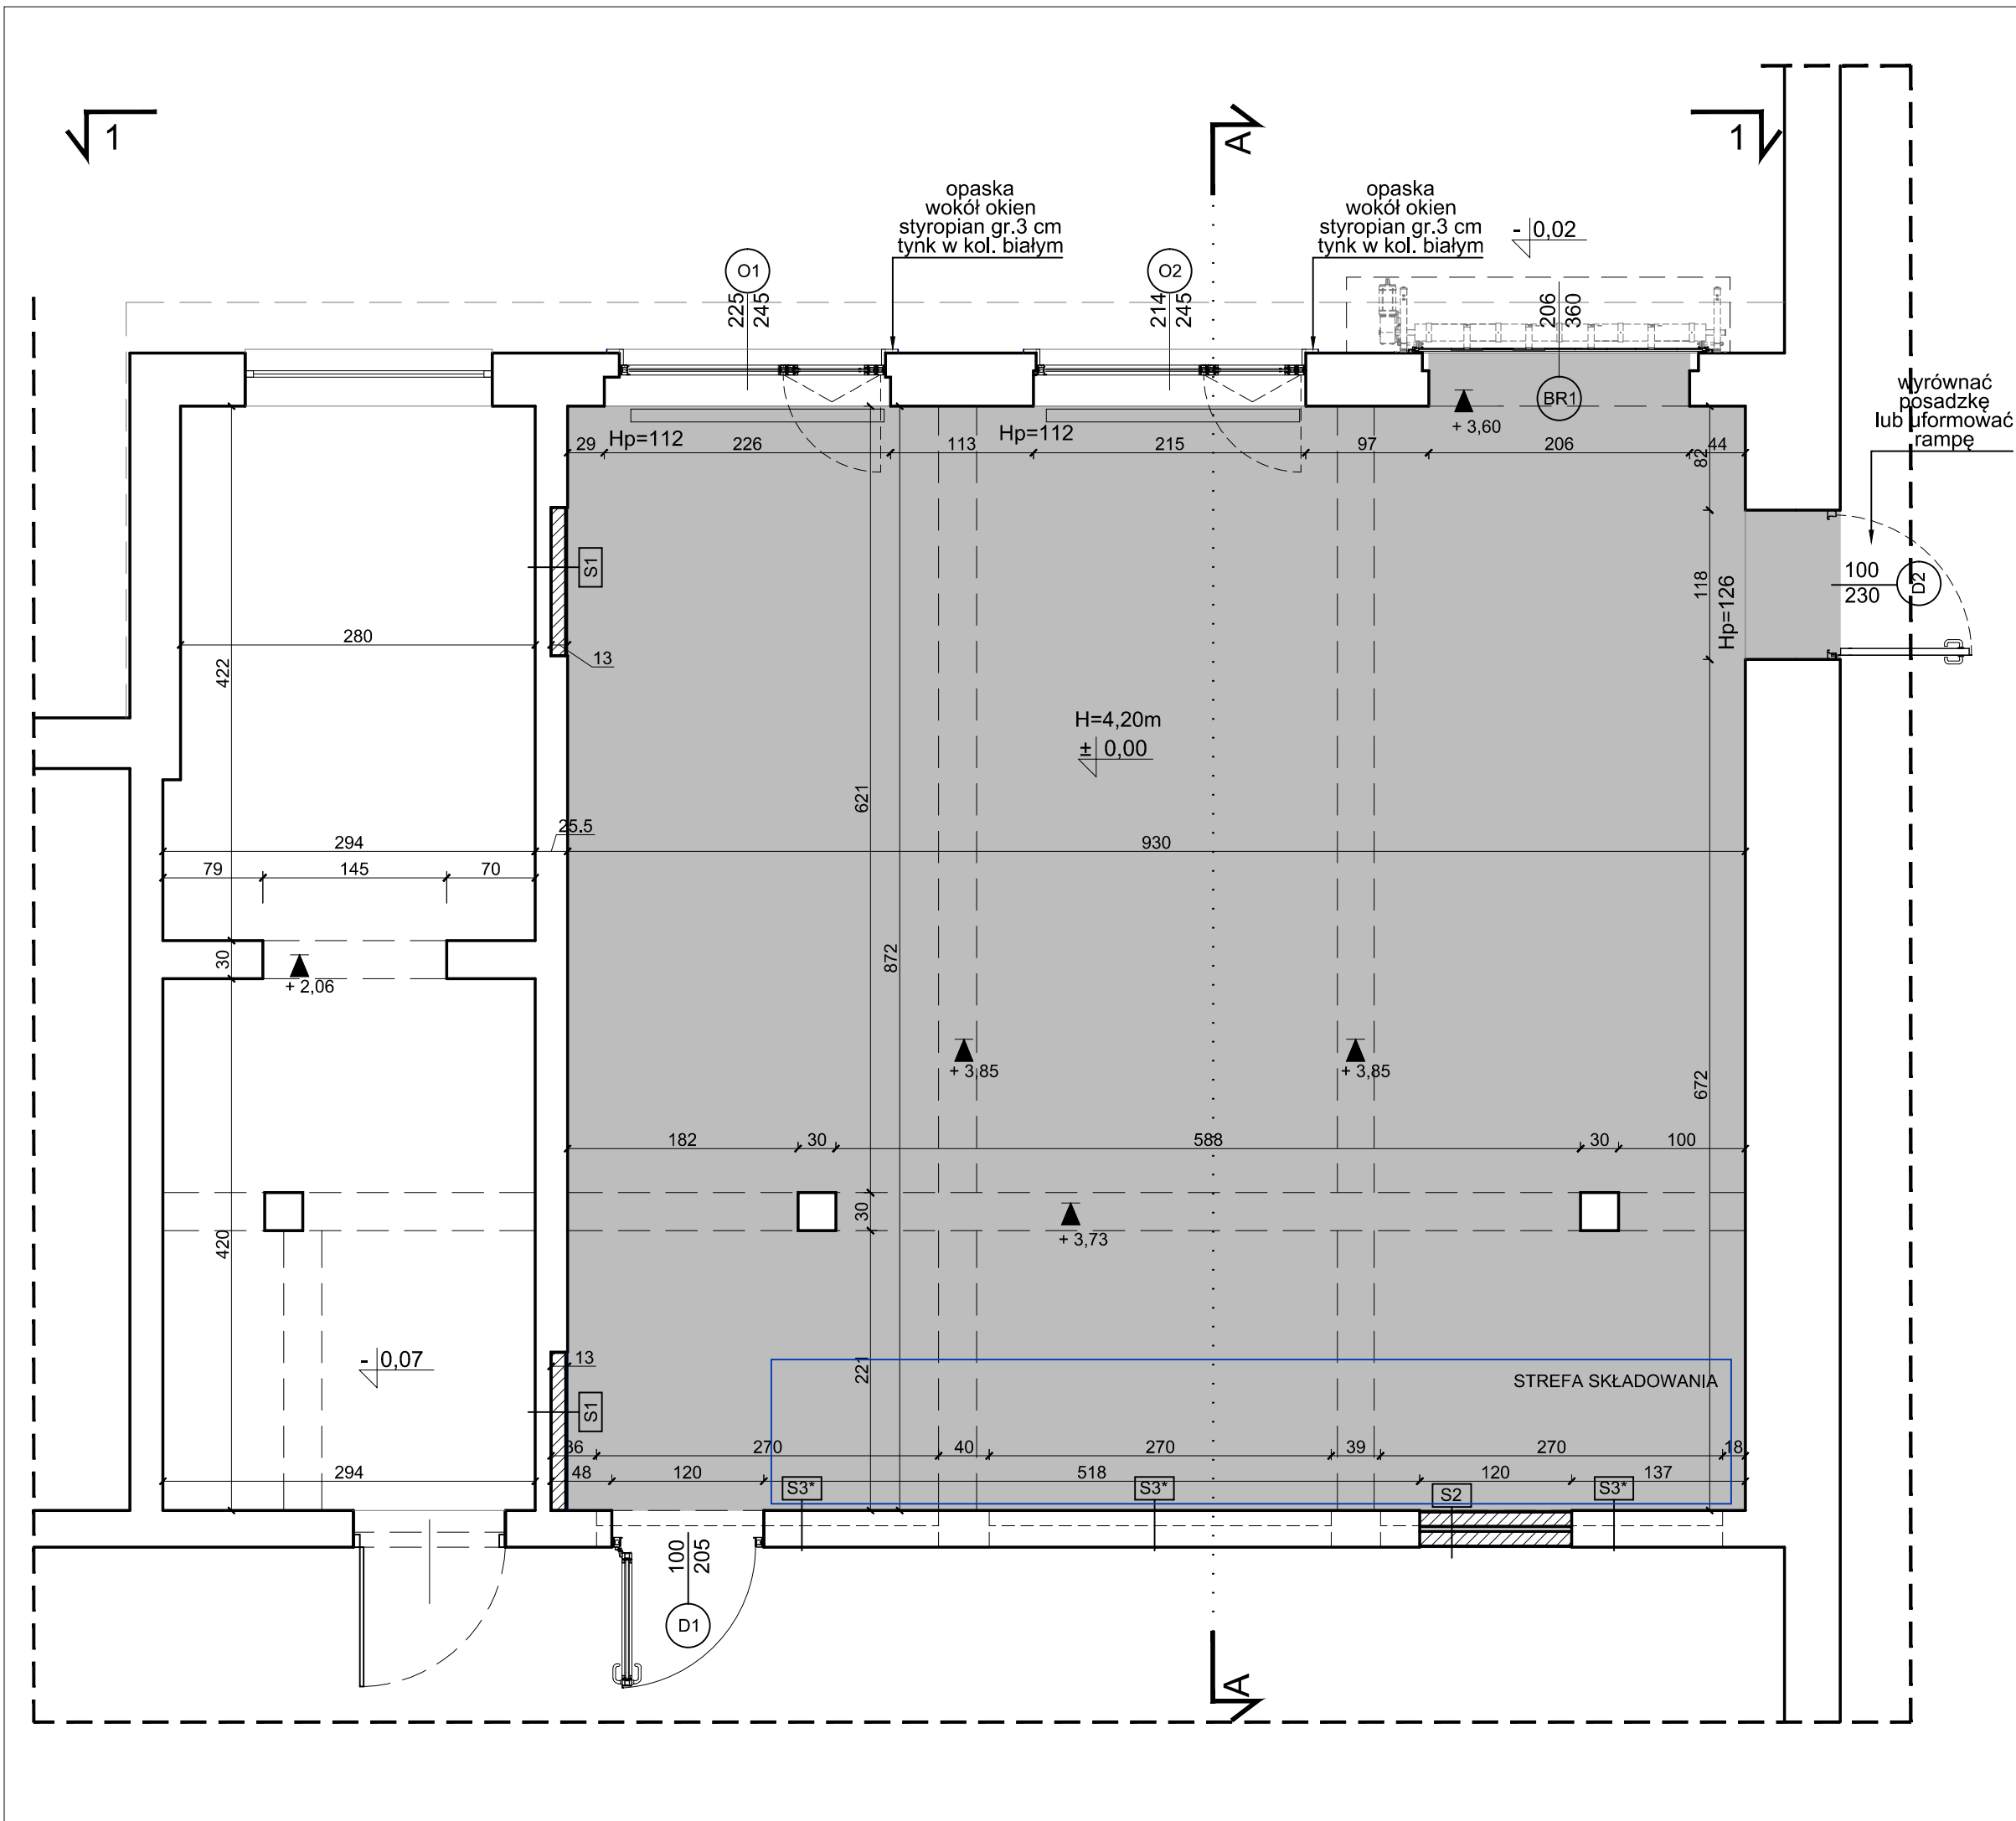 1
A
1
opaska
wokół okien
styropian gr.3 cm
tynk w kol. białym
opaska
wokół okien
styropian gr.3 cm
tynk w kol. białym
- 0,02
O1
225
245
O2
214
245
206
360
BR1
+ 3,60
wyrównać
posadzkę
lub uformować
rampę
Hp=112
Hp=112
29
226
113
215
97
206
44
82
S1
118
Hp=126
100
230
D2
280
13
422
H=4,20m
± 0,00
621
25.5
294
930
79
145
70
872
30
+ 2,06
+ 3,85
+ 3,85
672
182
30
588
30
100
30
+ 3,73
420
- 0,07
13
221
STREFA SKŁADOWANIA
S1
36
270
40
270
39
270
18
294
48
120
518
120
137
S3*
S3*
S2
S3*
100
205
D1
A